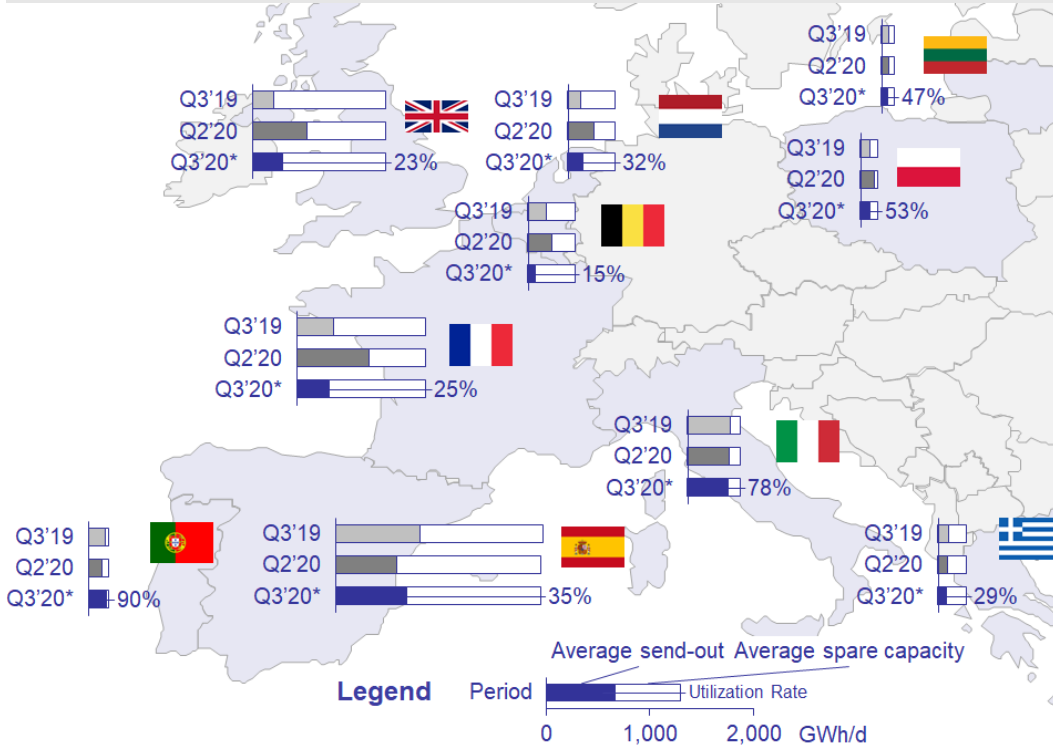 Q3’19
Q2’20
Q3’20* 47%
Q3’19
Q2’20
Q3’20* 23%
Q3’19
Q2’20
Q3’20* 32%
Q3’19
Q2’20
Q3’20* 53%
Q3’19
Q2’20
Q3’20* 15%
Q3’19
Q2’20
Q3’20* 25%
Q3’19
Q2’20
Q3’20* 78%
Q3’19
Q2’20
Q3’20* 90%
Q3’19
Q2’20
Q3’20* 35%
Q3’19
Q2’20
Q3’20* 29%
Average send-out Average spare capacity
Legend Period Utilization Rate
0 1,000 2,000 GWh/d